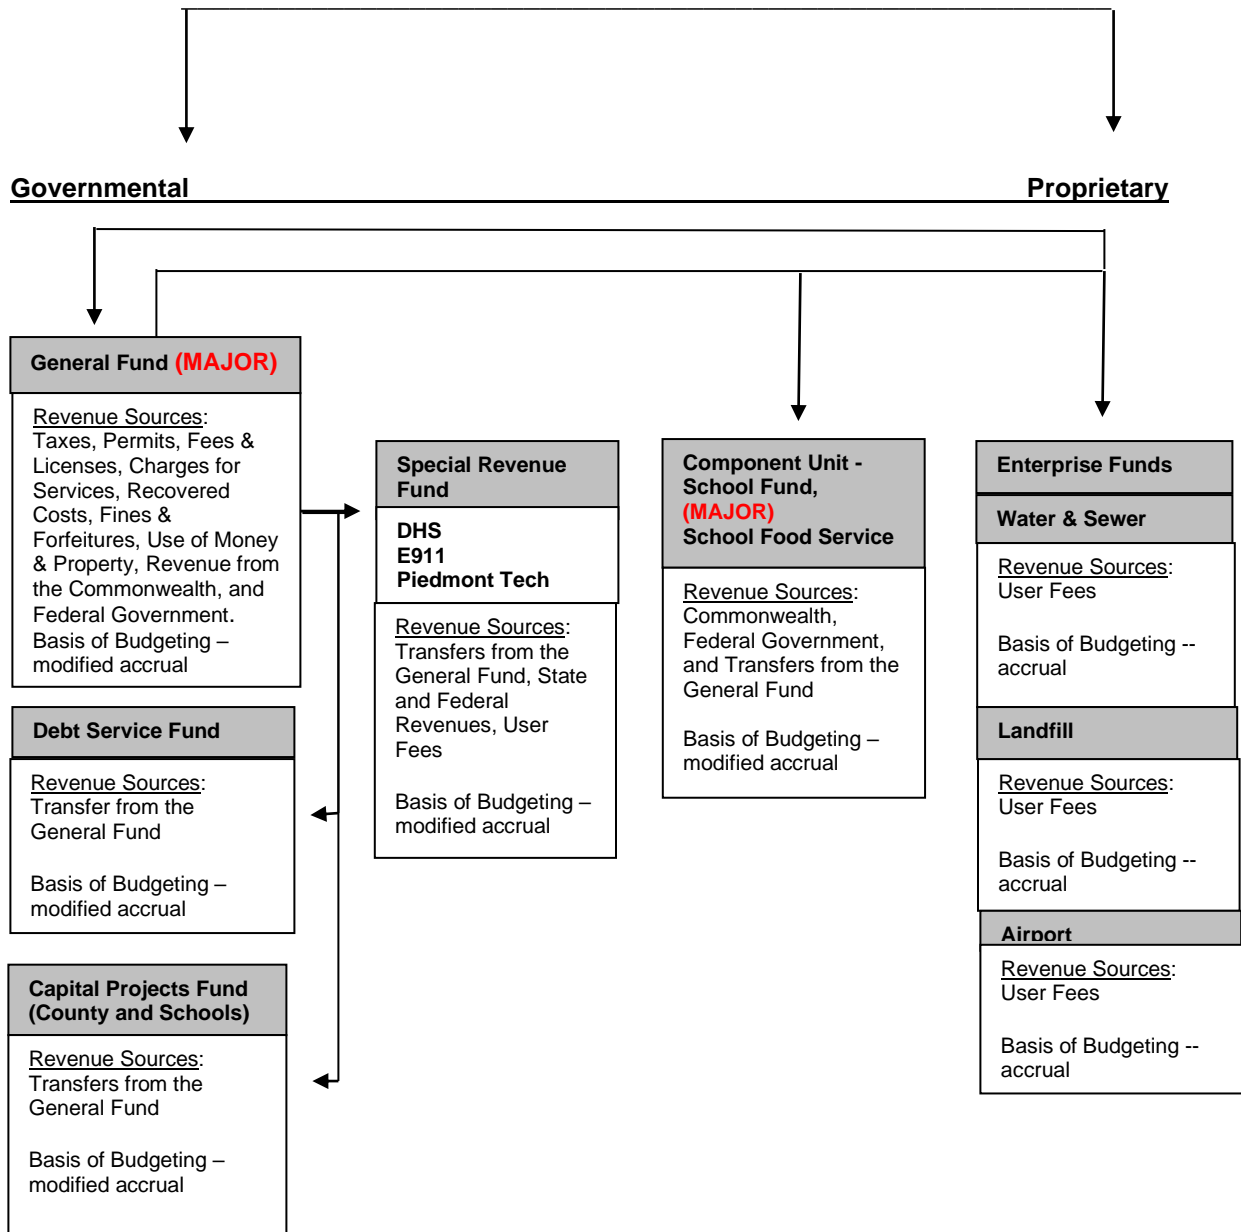 Governmental
Proprietary
General Fund (MAJOR)
Revenue Sources:
Taxes, Permits, Fees &
Licenses, Charges for
Services, Recovered
Costs, Fines &
Forfeitures, Use of Money
& Property, Revenue from
the Commonwealth, and
Federal Government.
Basis of Budgeting –
modified accrual
Debt Service Fund
Revenue Sources:
Transfer from the
General Fund
Basis of Budgeting –
modified accrual
Capital Projects Fund
(County and Schools)
Revenue Sources:
Transfers from the
General Fund
Basis of Budgeting –
modified accrual
Special Revenue
Fund
DHS
E911
Piedmont Tech
Revenue Sources:
Transfers from the
General Fund, State
and Federal
Revenues, User
Fees
Basis of Budgeting –
modified accrual
Component Unit -
School Fund,
(MAJOR)
School Food Service
Revenue Sources:
Commonwealth,
Federal Government,
and Transfers from the
General Fund
Basis of Budgeting –
modified accrual
Enterprise Funds
Water & Sewer
Revenue Sources:
User Fees
Basis of Budgeting --
accrual
Landfill
Revenue Sources:
User Fees
Basis of Budgeting --
accrual
Airport
Revenue Sources:
User Fees
Basis of Budgeting --
accrual